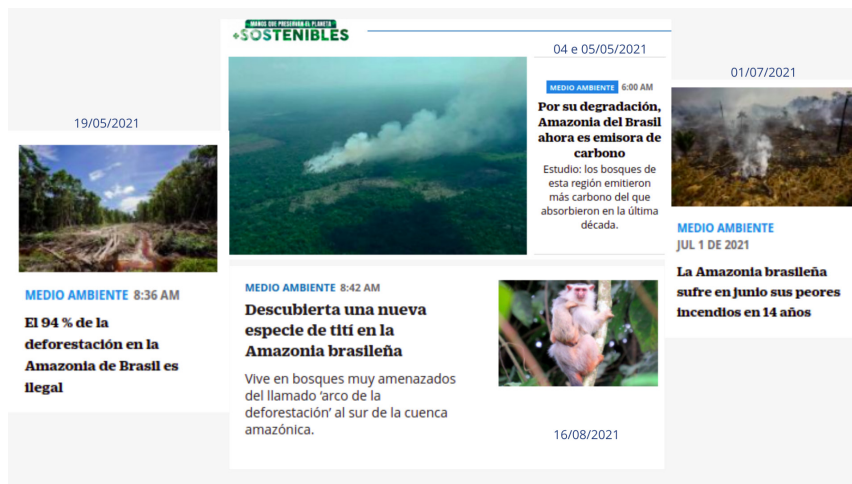 MANOS QUE PRESERVAN EL PLANETA
+SOSTENIBLES
04 e 05/05/2021
MEDIO AMBIENTE 6:00 AM
Por su degradación,
Amazonia del Brasil
ahora es emisora de
carbono
Estudio: los bosques de
esta región emitieron
más carbono del que
absorbieron en la última
década.
01/07/2021
MEDIO AMBIENTE
JUL 1 DE 2021
La Amazonia brasileña
sufre en junio sus peores
incendios en 14 años
19/05/2021
MEDIO AMBIENTE 8:36 AM
El 94 % de la
deforestación en la
Amazonia de Brasil es
ilegal
MEDIO AMBIENTE 8:42 AM
Descubierta una nueva
especie de tití en la
Amazonia brasileña
Vive en bosques muy amenazados
del llamado ‘arco de la
deforestación’ al sur de la cuenca
amazónica.
16/08/2021